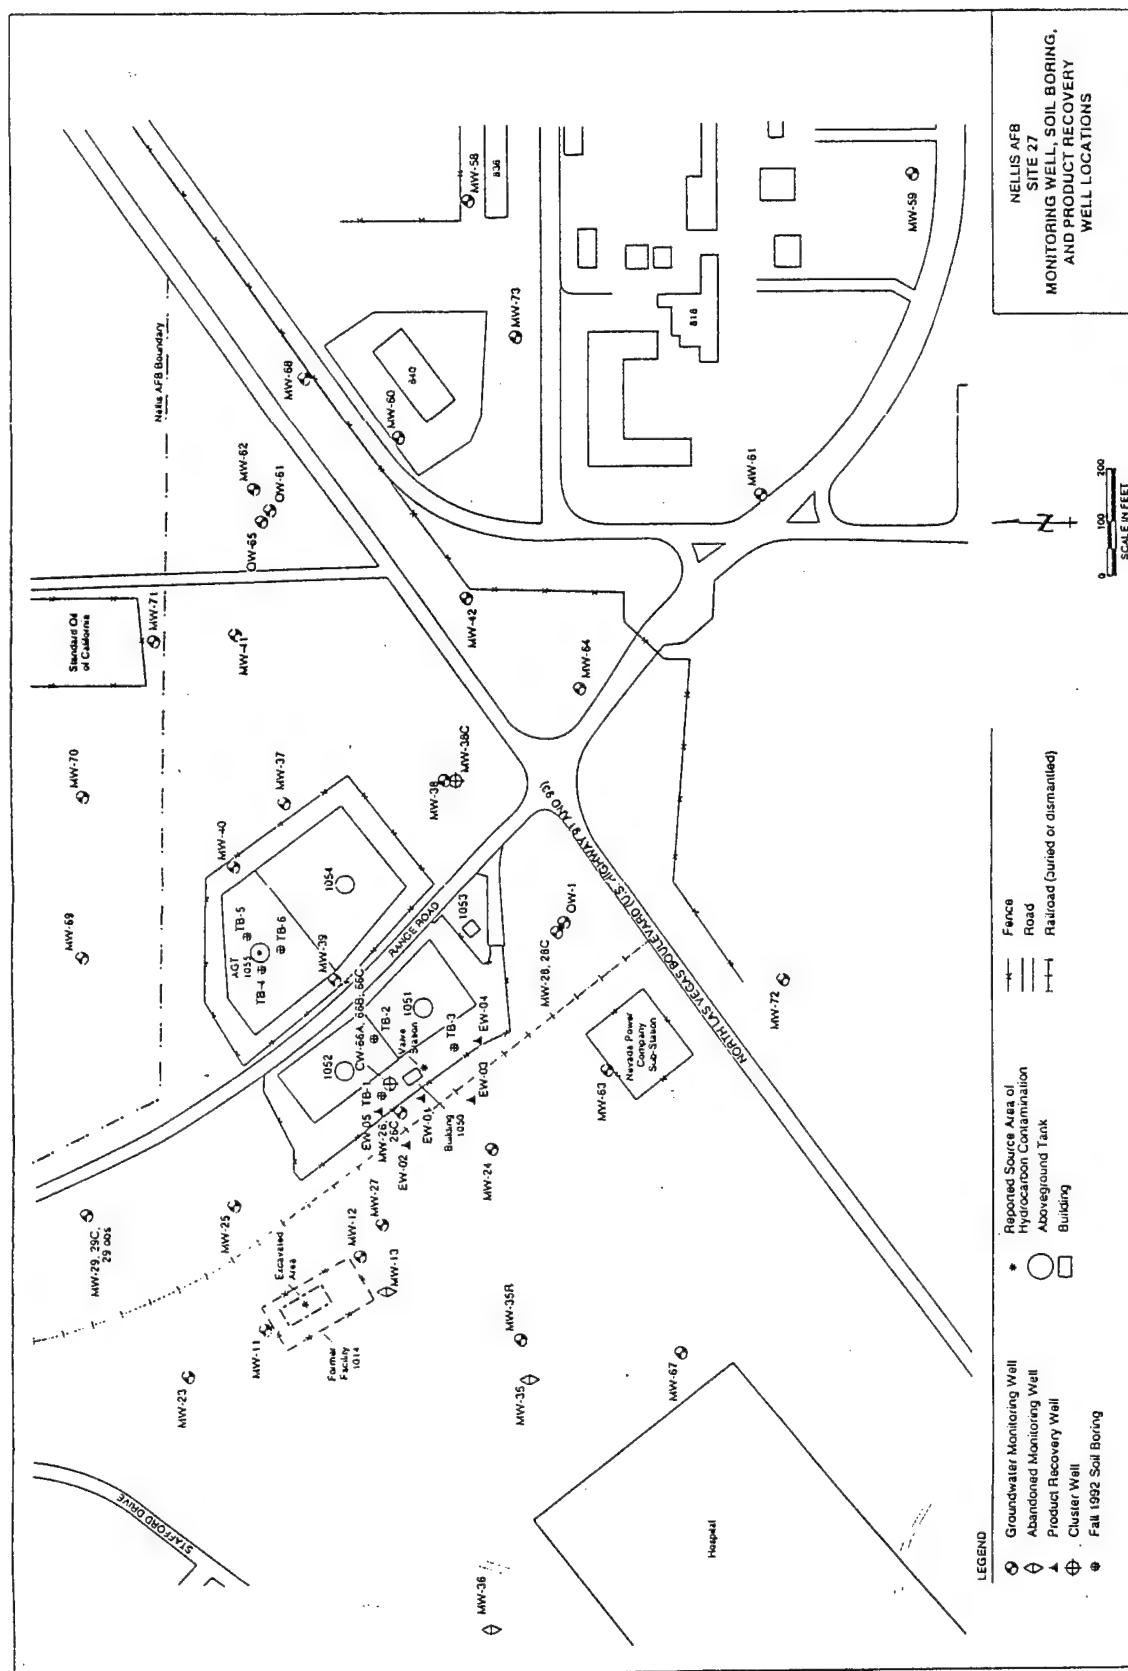 NELLIS AFB
SITE 27
MONITORING WELL, SOIL BORING,
AND PRODUCT RECOVERY
WELL LOCATIONS
STAFFORD DRIVE
MW-36
MW-23
MW-11
Former
Facility
1014
Excavated
Area
MW-12
MW-13
MW-27
MW-25
MW-29, 29C,
MW-35
MW-35R
MW-67
Hospital
MW-24
EW-02
MW-26,
26C
EW-05
TB-1
EW-01
Building
1050
EW-03
EW-04
TB-3
Valve
Station
TB-2
CW-66A, 66B, 66C
1052
1051
1053
RANGE ROAD
MW-39
TB-4
AGT
1055
TB-5
TB-6
1054
MW-40
MW-37
MW-69
MW-70
MW-71
MW-41
Standard Oil
of California
Nellis AFB Boundary
OW-65
OW-61
MW-62
MW-68
MW-60
640
MW-58
836
MW-73
818
MW-59
MW-61
MW-42
MW-64
MW-38
MW-38C
MW-28, 28C
OW-1
MW-63
Nevada Power
Company
Sub-Station
MW-72
NORTH LAS VEGAS BOULEVARD (U.S. HIGHWAY 91 AND 93)
N
0 100 200
SCALE IN FEET
LEGEND
Groundwater Monitoring Well
Abandoned Monitoring Well
Product Recovery Well
Cluster Well
Fall 1992 Soil Boring
Reported Source Area of
Hydrocarbon Contamination
Aboveground Tank
Building
Fence
Road
Railroad (buried or dismantled)